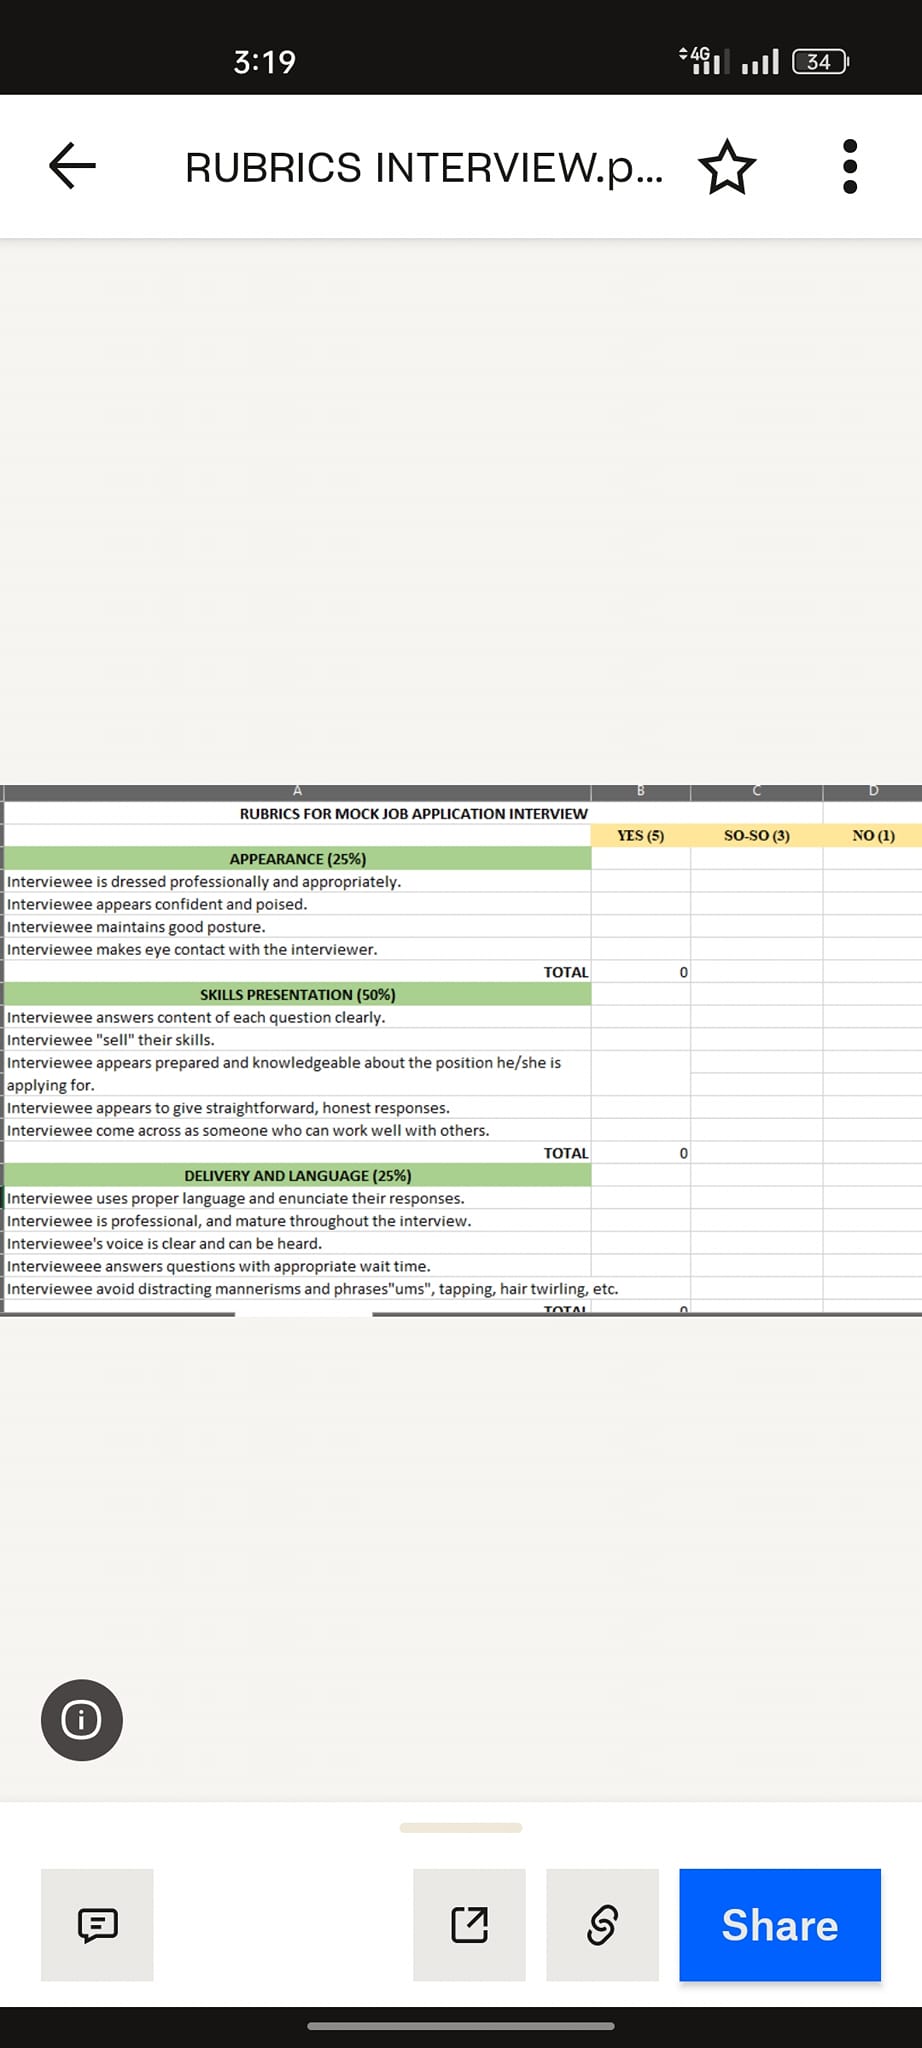 3:19
4G
34
RUBRICS INTERVIEW.p...
A B C D
RUBRICS FOR MOCK JOB APPLICATION INTERVIEW
YES (5) SO-SO (3) NO (1)
APPEARANCE (25%)
Interviewee is dressed professionally and appropriately.
Interviewee appears confident and poised.
Interviewee maintains good posture.
Interviewee makes eye contact with the interviewer.
TOTAL 0
SKILLS PRESENTATION (50%)
Interviewee answers content of each question clearly.
Interviewee "sell" their skills.
Interviewee appears prepared and knowledgeable about the position he/she is
applying for.
Interviewee appears to give straightforward, honest responses.
Interviewee come across as someone who can work well with others.
TOTAL 0
DELIVERY AND LANGUAGE (25%)
Interviewee uses proper language and enunciate their responses.
Interviewee is professional, and mature throughout the interview.
Interviewee's voice is clear and can be heard.
Intervieweee answers questions with appropriate wait time.
Interviewee avoid distracting mannerisms and phrases"ums", tapping, hair twirling, etc.
TOTAL 0
Share